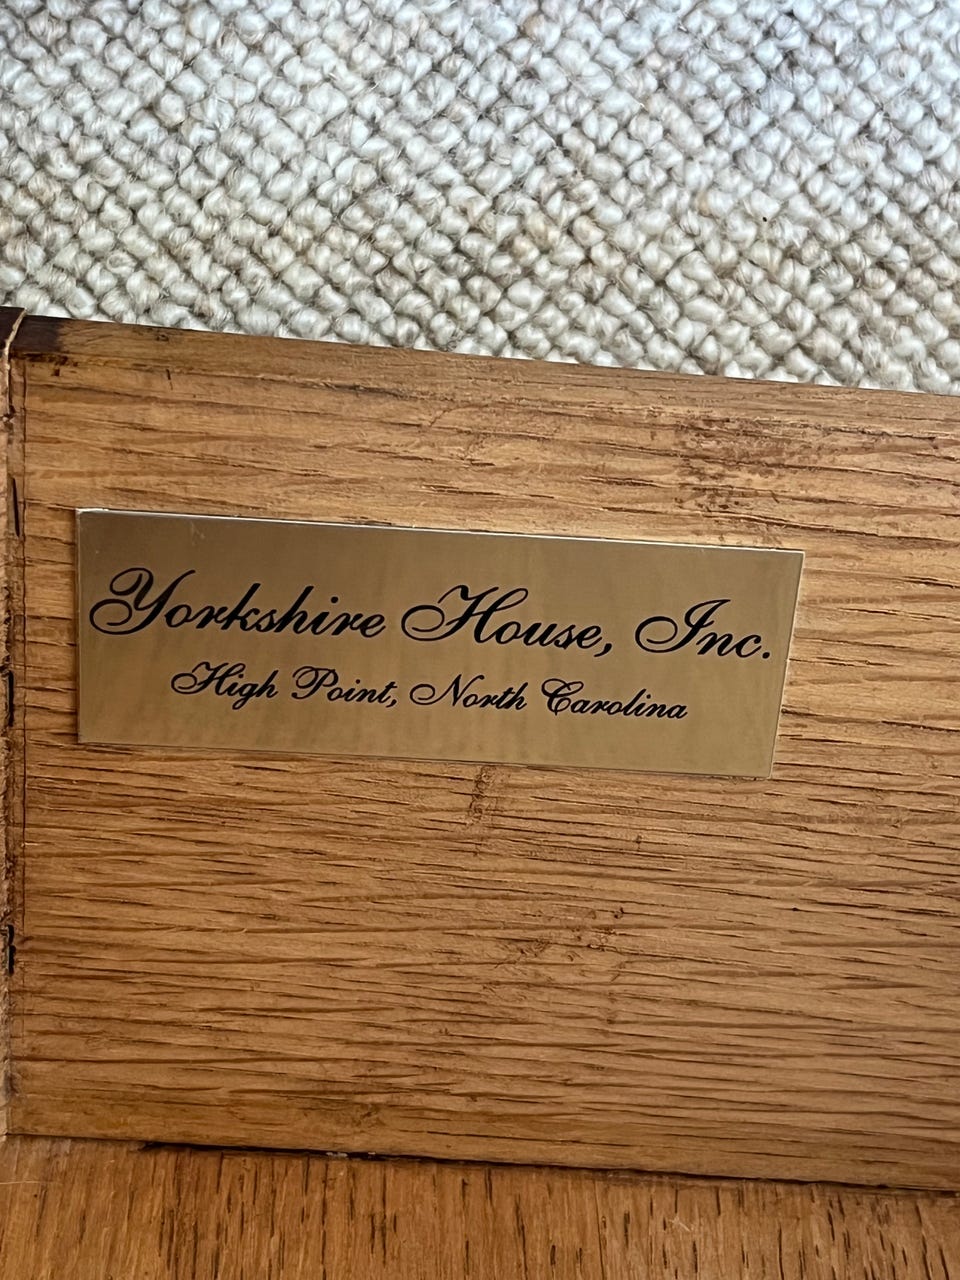 Yorkshire House, Inc.
High Point, North Carolina